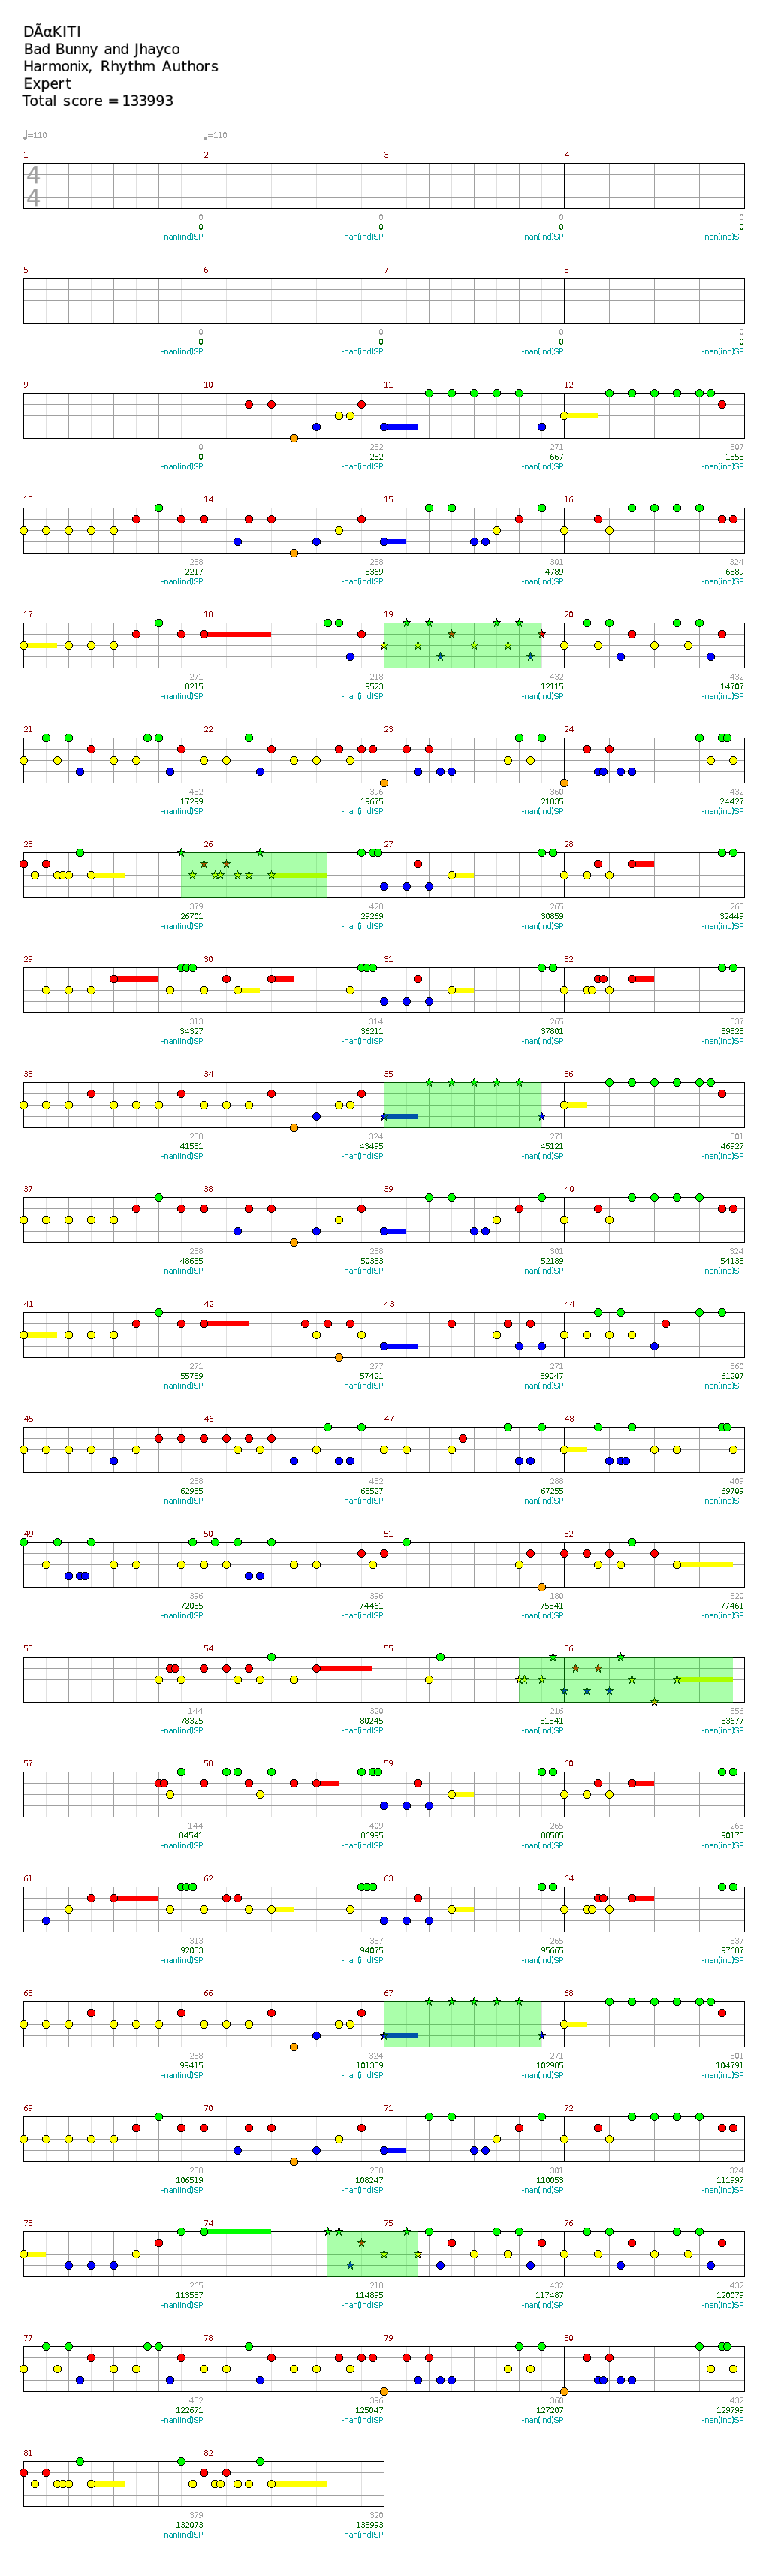 DÃαKITI
Bad Bunny and Jhayco
Harmonix, Rhythm Authors
Expert
Total score = 133993
♩=110 ♩=110
1 2 3 4
4
4
0 0 0 0
0 0 0 0
-nan(ind)SP -nan(ind)SP -nan(ind)SP -nan(ind)SP
5 6 7 8
0 0 0 0
0 0 0 0
-nan(ind)SP -nan(ind)SP -nan(ind)SP -nan(ind)SP
9 10 11 12
0 252 271 307
0 252 667 1353
-nan(ind)SP -nan(ind)SP -nan(ind)SP -nan(ind)SP
13 14 15 16
288 288 301 324
2217 3369 4789 6589
-nan(ind)SP -nan(ind)SP -nan(ind)SP -nan(ind)SP
17 18 19 20
271 218 432 432
8215 9523 12115 14707
-nan(ind)SP -nan(ind)SP -nan(ind)SP -nan(ind)SP
21 22 23 24
432 396 360 432
17299 19675 21835 24427
-nan(ind)SP -nan(ind)SP -nan(ind)SP -nan(ind)SP
25 26 27 28
379 428 265 265
26701 29269 30859 32449
-nan(ind)SP -nan(ind)SP -nan(ind)SP -nan(ind)SP
29 30 31 32
313 314 265 337
34327 36211 37801 39823
-nan(ind)SP -nan(ind)SP -nan(ind)SP -nan(ind)SP
33 34 35 36
288 324 271 301
41551 43495 45121 46927
-nan(ind)SP -nan(ind)SP -nan(ind)SP -nan(ind)SP
37 38 39 40
288 288 301 324
48655 50383 52189 54133
-nan(ind)SP -nan(ind)SP -nan(ind)SP -nan(ind)SP
41 42 43 44
271 277 271 360
55759 57421 59047 61207
-nan(ind)SP -nan(ind)SP -nan(ind)SP -nan(ind)SP
45 46 47 48
288 432 288 409
62935 65527 67255 69709
-nan(ind)SP -nan(ind)SP -nan(ind)SP -nan(ind)SP
49 50 51 52
396 396 180 320
72085 74461 75541 77461
-nan(ind)SP -nan(ind)SP -nan(ind)SP -nan(ind)SP
53 54 55 56
144 320 216 356
78325 80245 81541 83677
-nan(ind)SP -nan(ind)SP -nan(ind)SP -nan(ind)SP
57 58 59 60
144 409 265 265
84541 86995 88585 90175
-nan(ind)SP -nan(ind)SP -nan(ind)SP -nan(ind)SP
61 62 63 64
313 337 265 337
92053 94075 95665 97687
-nan(ind)SP -nan(ind)SP -nan(ind)SP -nan(ind)SP
65 66 67 68
288 324 271 301
99415 101359 102985 104791
-nan(ind)SP -nan(ind)SP -nan(ind)SP -nan(ind)SP
69 70 71 72
288 288 301 324
106519 108247 110053 111997
-nan(ind)SP -nan(ind)SP -nan(ind)SP -nan(ind)SP
73 74 75 76
265 218 432 432
113587 114895 117487 120079
-nan(ind)SP -nan(ind)SP -nan(ind)SP -nan(ind)SP
77 78 79 80
432 396 360 432
122671 125047 127207 129799
-nan(ind)SP -nan(ind)SP -nan(ind)SP -nan(ind)SP
81 82
379 320
132073 133993
-nan(ind)SP -nan(ind)SP